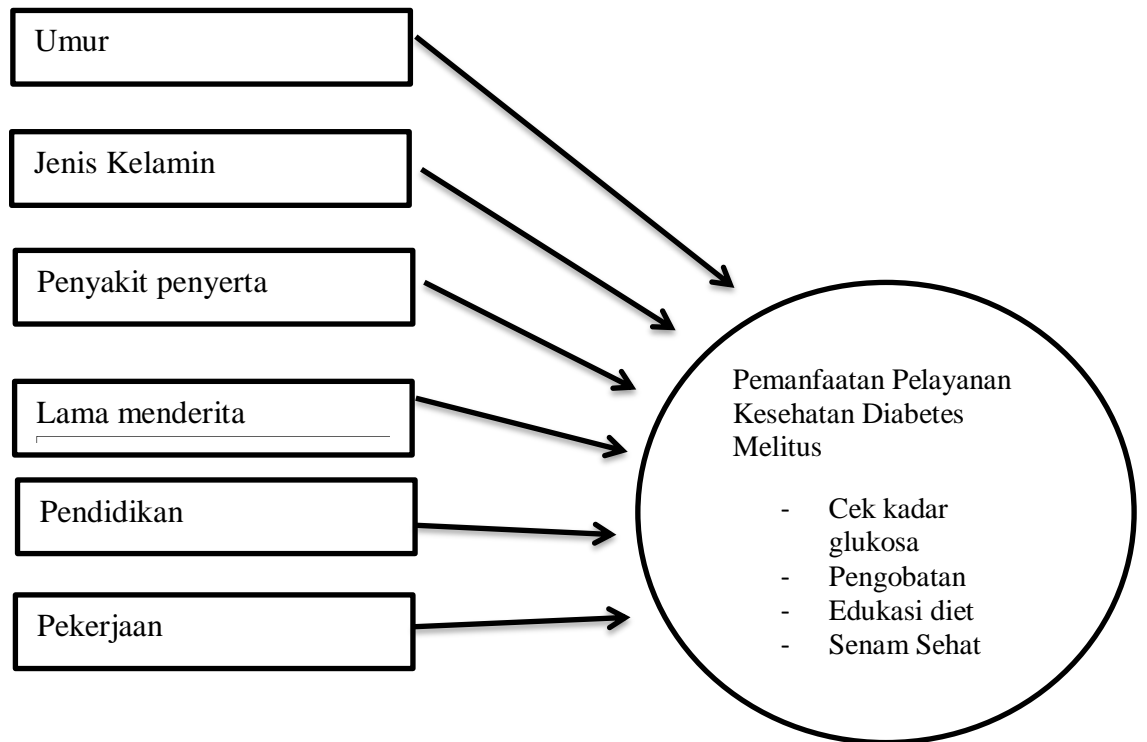 Umur
Jenis Kelamin
Penyakit penyerta
Lama menderita
Pendidikan
Pekerjaan
Pemanfaatan Pelayanan
Kesehatan Diabetes
Melitus
- Cek kadar
glukosa
- Pengobatan
- Edukasi diet
- Senam Sehat